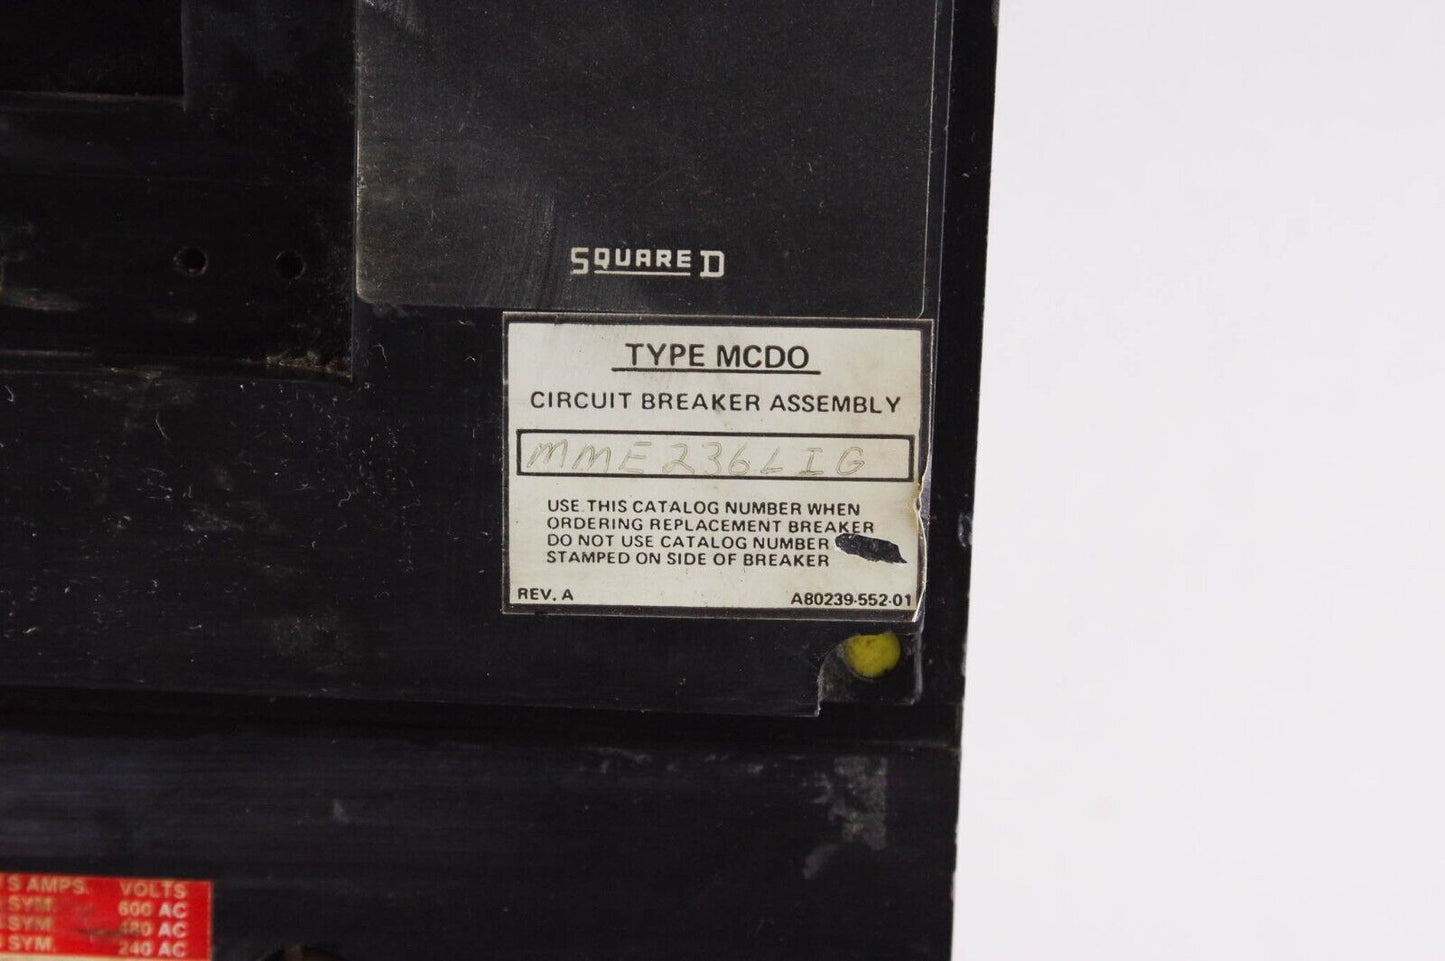 SQUARE D
TYPE MCDO
CIRCUIT BREAKER ASSEMBLY
MME236LIG
USE THIS CATALOG NUMBER WHEN
ORDERING REPLACEMENT BREAKER
DO NOT USE CATALOG NUMBER
STAMPED ON SIDE OF BREAKER
REV. A A80239-552-01
S AMPS. VOLTS
SYM. 600 AC
SYM. 480 AC
SYM. 240 AC